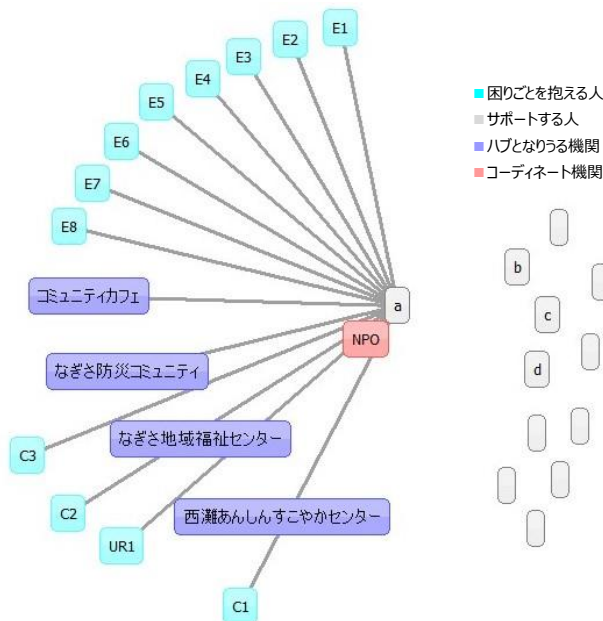 E1
E2
E3
E4
E5
E6
E7
E8
コミュニティカフェ
なぎさ防災コミュニティ
なぎさ地域福祉センター
西灘あんしんすこやかセンター
C3
C2
UR1
C1
a
NPO
困りごとを抱える人
サポートする人
ハブとなりうる機関
コーディネート機関
b
c
d